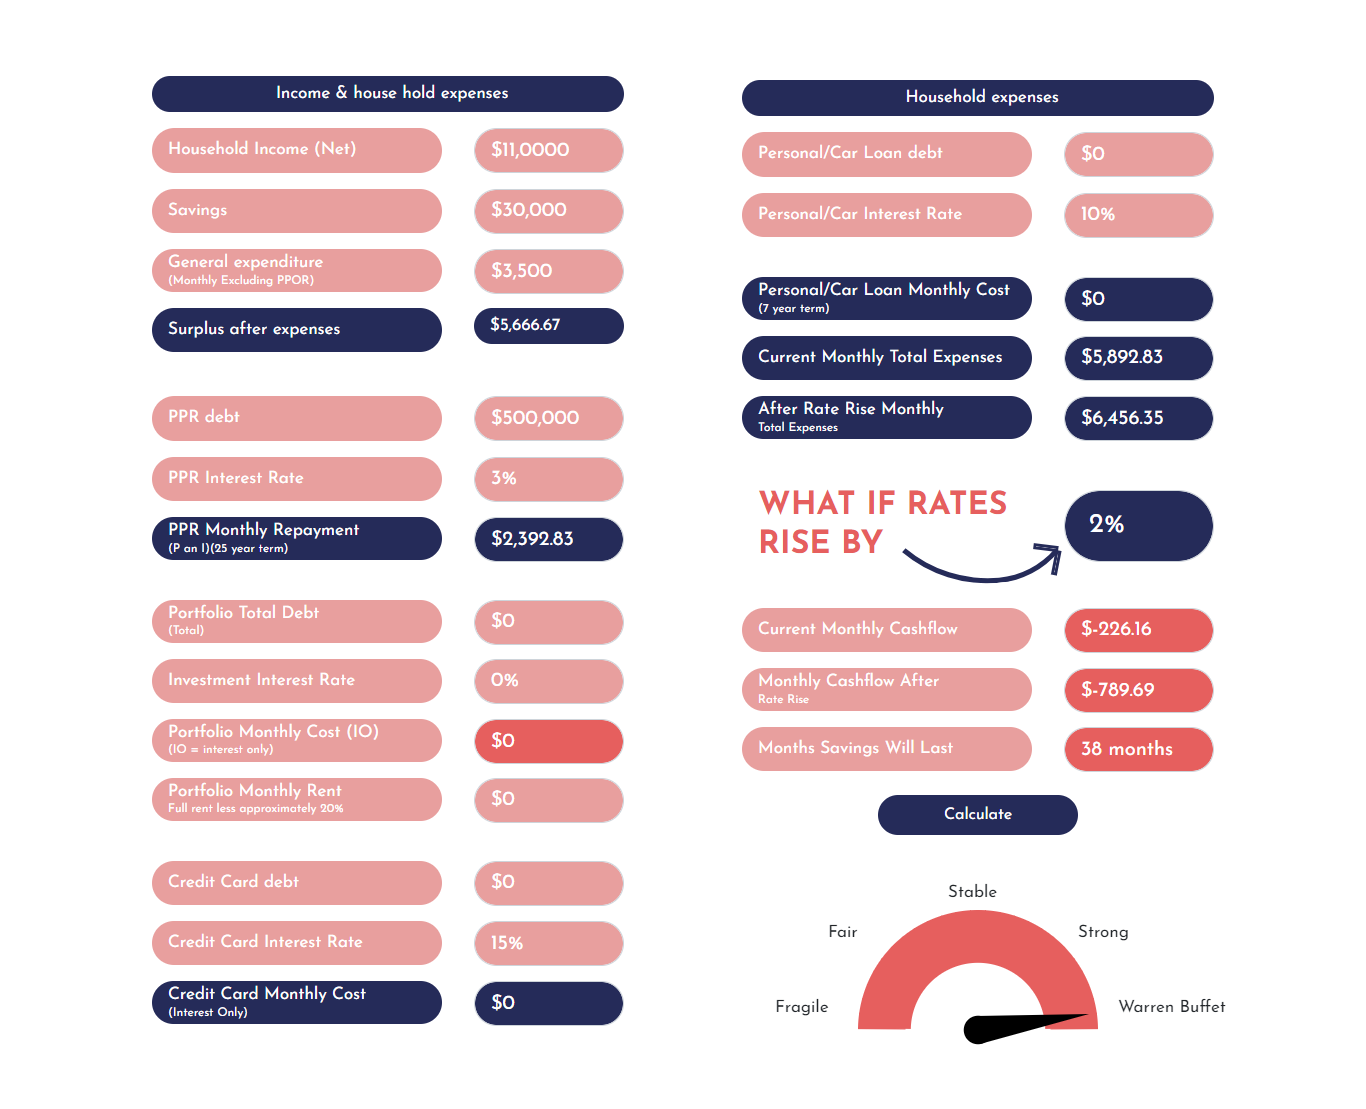 Income & house hold expenses
Household Income (Net)
$11,0000
Savings
$30,000
General expenditure
(Monthly Excluding PPOR)
$3,500
Surplus after expenses
$5,666.67
PPR debt
$500,000
PPR Interest Rate
3%
PPR Monthly Repayment
(P an I)(25 year term)
$2,392.83
Portfolio Total Debt
(Total)
$0
Investment Interest Rate
0%
Portfolio Monthly Cost (IO)
(IO = interest only)
$0
Portfolio Monthly Rent
Full rent less approximately 20%
$0
Credit Card debt
$0
Credit Card Interest Rate
15%
Credit Card Monthly Cost
(Interest Only)
$0
Household expenses
Personal/Car Loan debt
$0
Personal/Car Interest Rate
10%
Personal/Car Loan Monthly Cost
(7 year term)
$0
Current Monthly Total Expenses
$5,892.83
After Rate Rise Monthly
Total Expenses
$6,456.35
WHAT IF RATES
RISE BY
2%
Current Monthly Cashflow
$-226.16
Monthly Cashflow After
Rate Rise
$-789.69
Months Savings Will Last
38 months
Calculate
Stable
Fair
Strong
Fragile
Warren Buffet